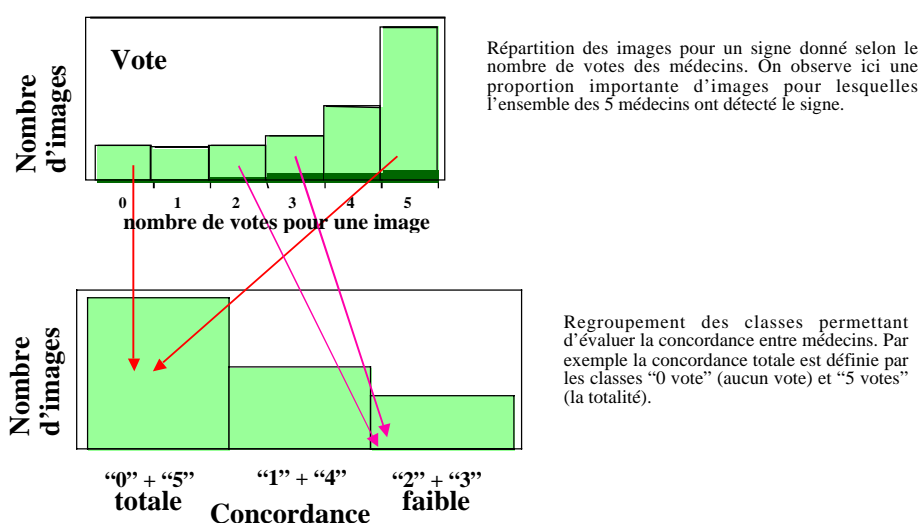 Vote
Nombre
d’images
0 1 2 3 4 5
nombre de votes pour une image
Répartition des images pour un signe donné selon le
nombre de votes des médecins. On observe ici une
proportion importante d’images pour lesquelles
l’ensemble des 5 médecins ont détecté le signe.
Nombre
d’images
“0” + “5” “1” + “4” “2” + “3”
totale faible
Concordance
Regroupement des classes permettant
d’évaluer la concordance entre médecins. Par
exemple la concordance totale est définie par
les classes “0 vote” (aucun vote) et “5 votes”
(la totalité).